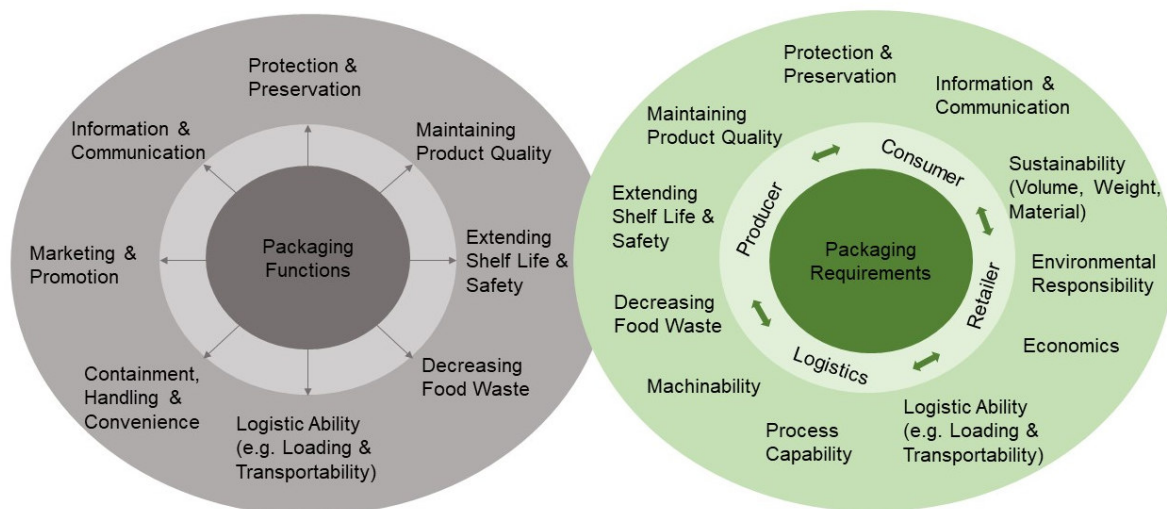 Protection &
Preservation
Information &
Communication
Maintaining
Product Quality
Marketing &
Promotion
Packaging
Functions
Extending
Shelf Life &
Safety
Containment,
Handling &
Convenience
Decreasing
Food Waste
Logistic Ability
(e.g. Loading &
Transportability)
Protection &
Preservation
Information &
Communication
Maintaining
Product Quality
Consumer
Sustainability
(Volume, Weight,
Material)
Extending
Shelf Life &
Safety
Producer
Packaging
Requirements
Environmental
Responsibility
Retailer
Decreasing
Food Waste
Economics
Logistics
Machinability
Logistic Ability
(e.g. Loading &
Transportability)
Process
Capability